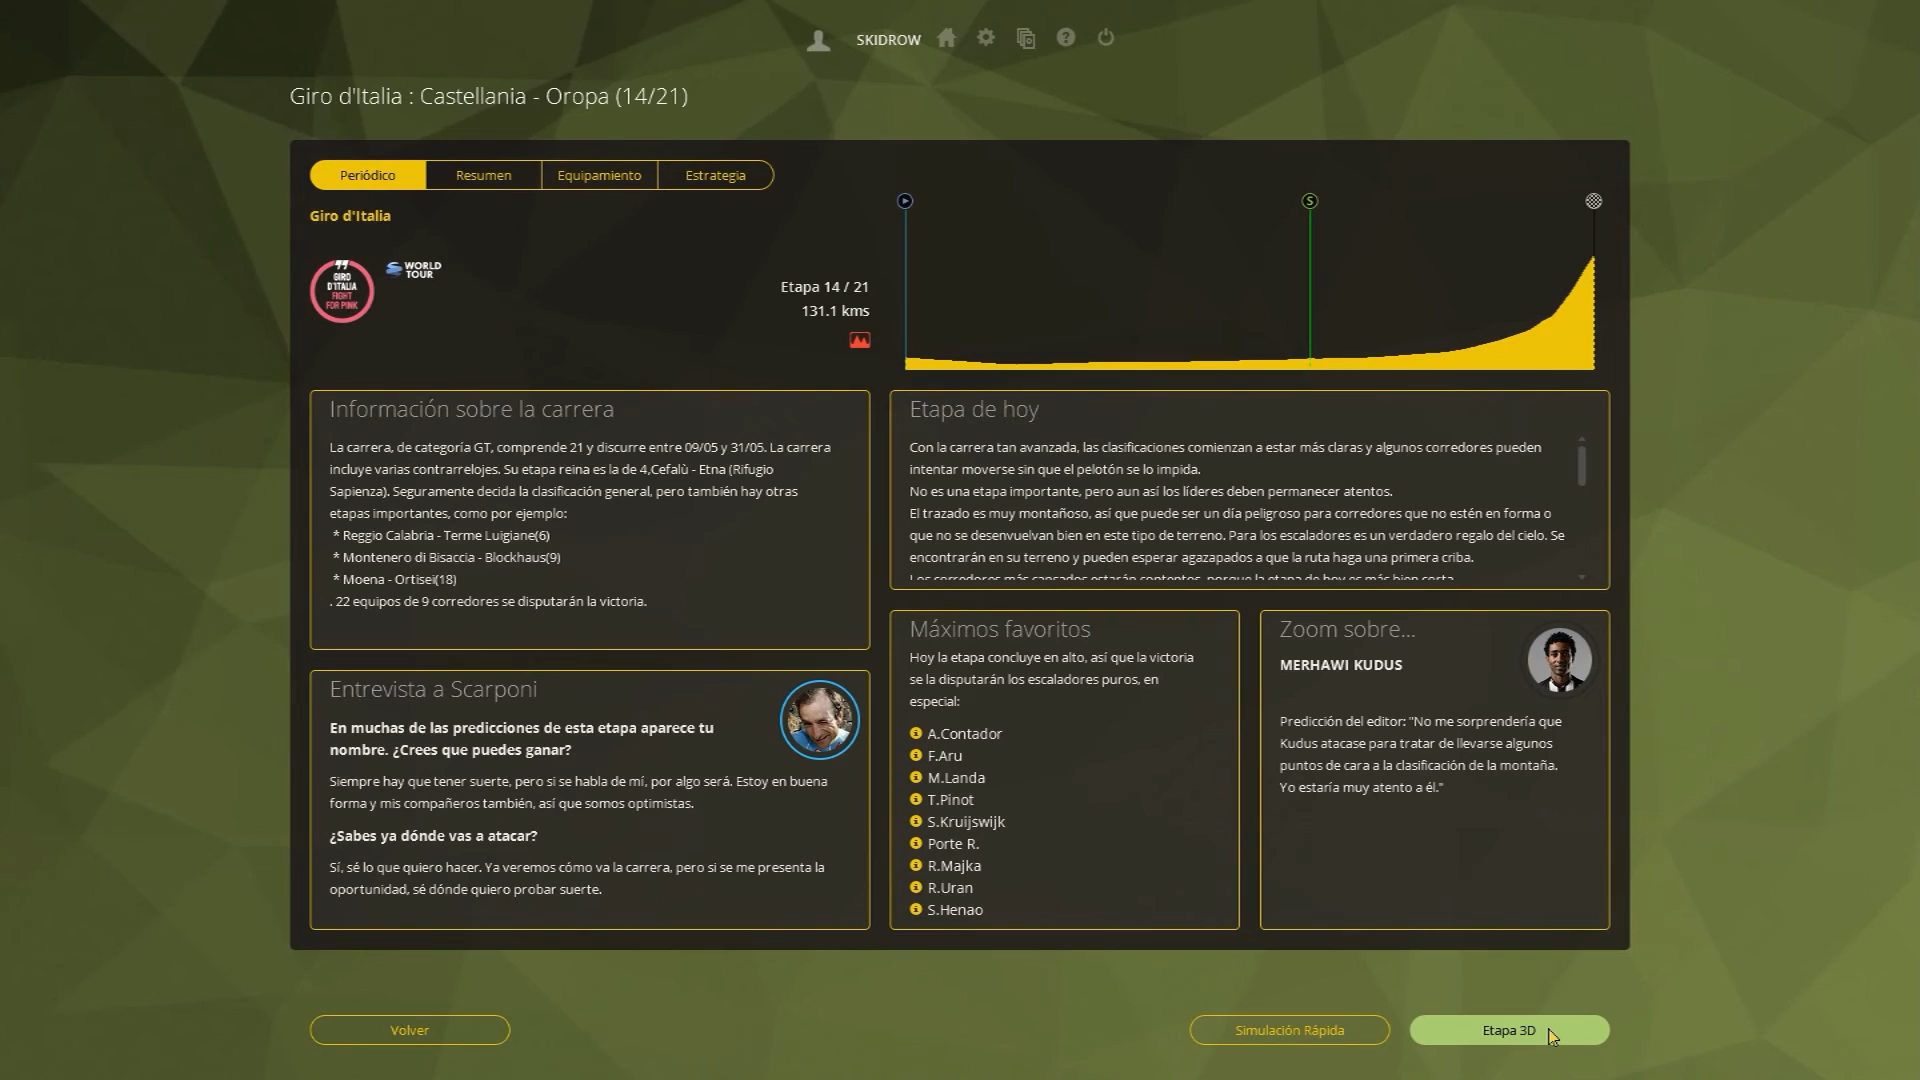 SKIDROW
Giro d'Italia : Castellania - Oropa (14/21)
Periódico
Resumen
Equipamiento
Estrategia
Giro d'Italia
GIRO
D'ITALIA
FIGHT
FOR PINK
WORLD
TOUR
Etapa 14 / 21
131.1 kms
S
Información sobre la carrera
La carrera, de categoría GT, comprende 21 y discurre entre 09/05 y 31/05. La carrera
incluye varias contrarrelojes. Su etapa reina es la de 4,Cefalù - Etna (Rifugio
Sapienza). Seguramente decida la clasificación general, pero también hay otras
etapas importantes, como por ejemplo:
* Reggio Calabria - Terme Luigiane(6)
* Montenero di Bisaccia - Blockhaus(9)
* Moena - Ortisei(18)
. 22 equipos de 9 corredores se disputarán la victoria.
Etapa de hoy
Con la carrera tan avanzada, las clasificaciones comienzan a estar más claras y algunos corredores pueden
intentar moverse sin que el pelotón se lo impida.
No es una etapa importante, pero aun así los líderes deben permanecer atentos.
El trazado es muy montañoso, así que puede ser un día peligroso para corredores que no estén en forma o
que no se desenvuelvan bien en este tipo de terreno. Para los escaladores es un verdadero regalo del cielo. Se
encontrarán en su terreno y pueden esperar agazapados a que la ruta haga una primera criba.
Los corredores más cansados estarán contentos, porque la etapa de hoy es más bien corta.
Entrevista a Scarponi
En muchas de las predicciones de esta etapa aparece tu
nombre. ¿Crees que puedes ganar?
Siempre hay que tener suerte, pero si se habla de mí, por algo será. Estoy en buena
forma y mis compañeros también, así que somos optimistas.
¿Sabes ya dónde vas a atacar?
Sí, sé lo que quiero hacer. Ya veremos cómo va la carrera, pero si se me presenta la
oportunidad, sé dónde quiero probar suerte.
Máximos favoritos
Hoy la etapa concluye en alto, así que la victoria
se la disputarán los escaladores puros, en
especial:
A.Contador
F.Aru
M.Landa
T.Pinot
S.Kruijswijk
Porte R.
R.Majka
R.Uran
S.Henao
Zoom sobre...
MERHAWI KUDUS
Predicción del editor: "No me sorprendería que
Kudus atacase para tratar de llevarse algunos
puntos de cara a la clasificación de la montaña.
Yo estaría muy atento a él."
Volver
Simulación Rápida
Etapa 3D